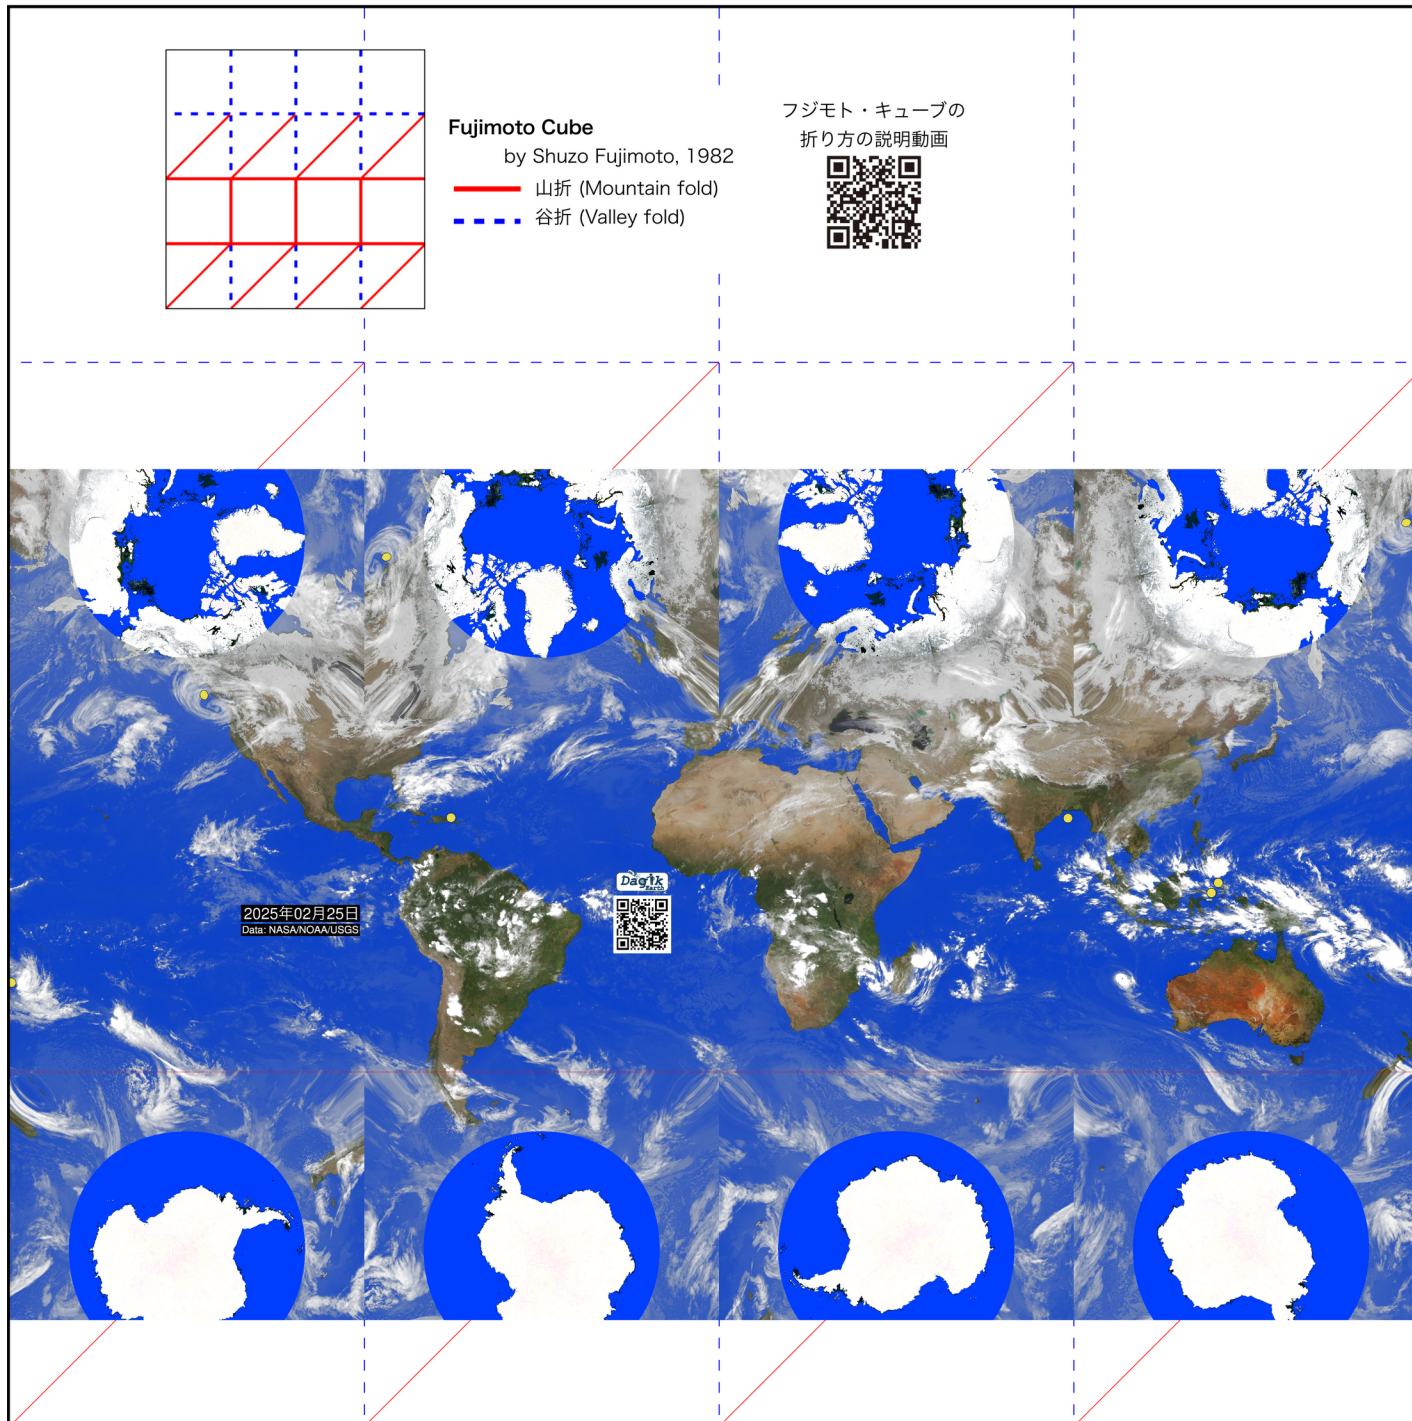 Fujimoto Cube
by Shuzo Fujimoto, 1982
山折 (Mountain fold)
谷折 (Valley fold)
フジモト・キューブの
折り方の説明動画
Dagik
Earth
2025年02月25日
Data: NASA/NOAA/USGS